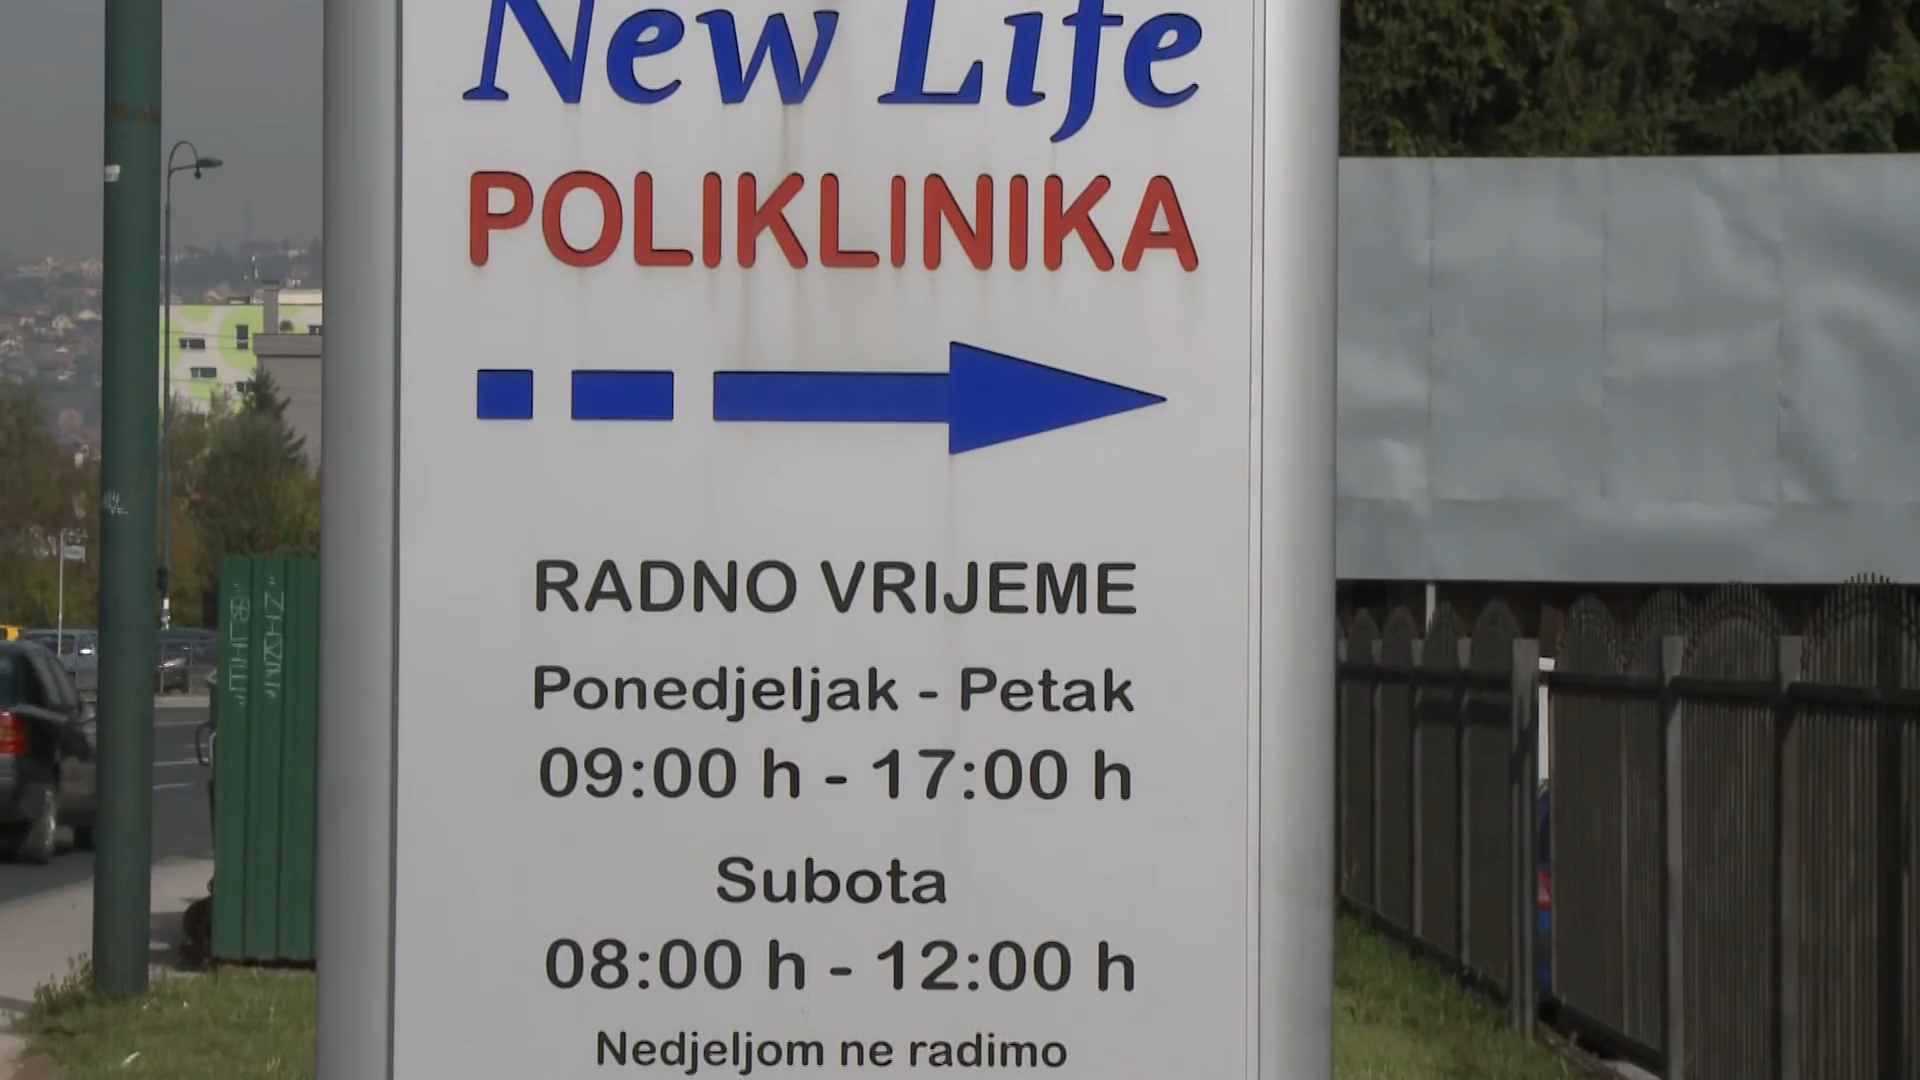 New Life
POLIKLINIKA
RADNO VRIJEME
Ponedjeljak - Petak
09:00 h - 17:00 h
Subota
08:00 h - 12:00 h
Nedjeljom ne radimo